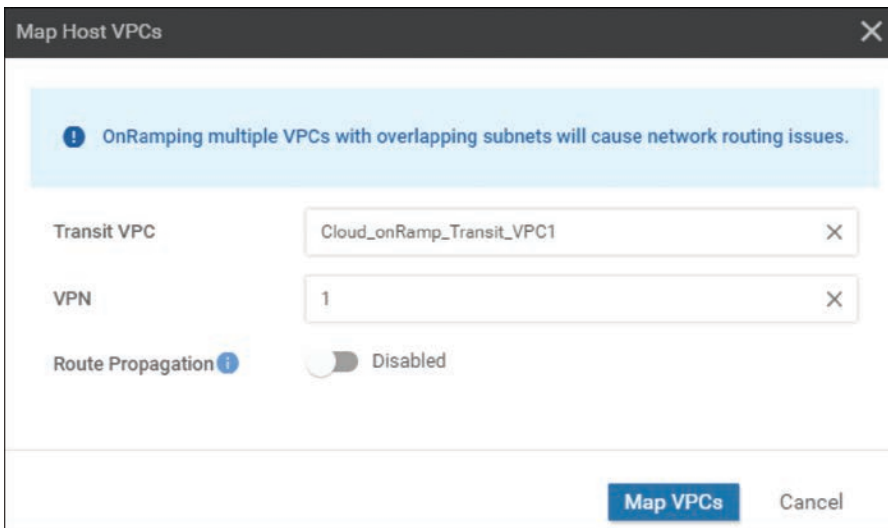 Map Host VPCs
OnRamping multiple VPCs with overlapping subnets will cause network routing issues.
Transit VPC
Cloud_onRamp_Transit_VPC1
VPN
1
Route Propagation
Disabled
Map VPCs
Cancel